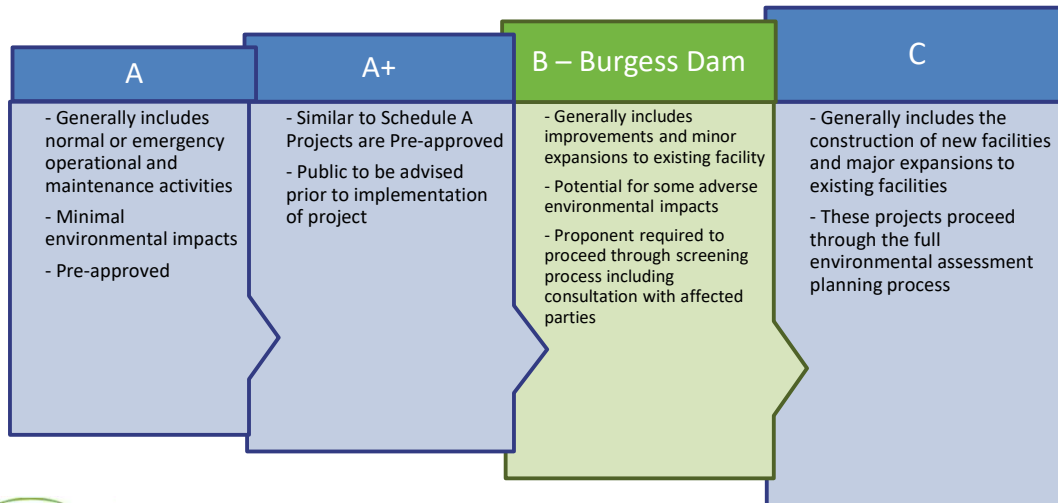 A
- Generally includes
normal or emergency
operational and
maintenance activities
- Minimal
environmental impacts
- Pre-approved
A+
- Similar to Schedule A
Projects are Pre-approved
- Public to be advised
prior to implementation
of project
B – Burgess Dam
- Generally includes
improvements and minor
expansions to existing facility
- Potential for some adverse
environmental impacts
- Proponent required to
proceed through screening
process including
consultation with affected
parties
C
- Generally includes the
construction of new facilities
and major expansions to
existing facilities
- These projects proceed
through the full
environmental assessment
planning process